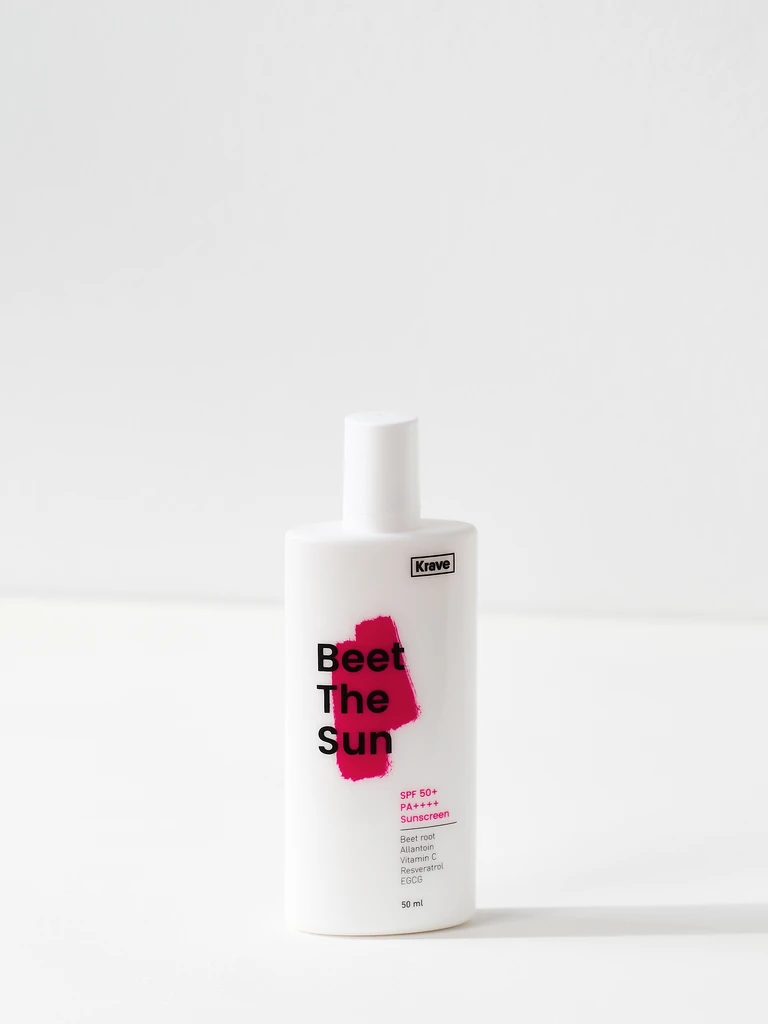 Krave
Beet
The
Sun
SPF 50+
PA++++
Sunscreen
Beet root
Allantoin
Vitamin C
Resveratrol
EGCG
50 ml